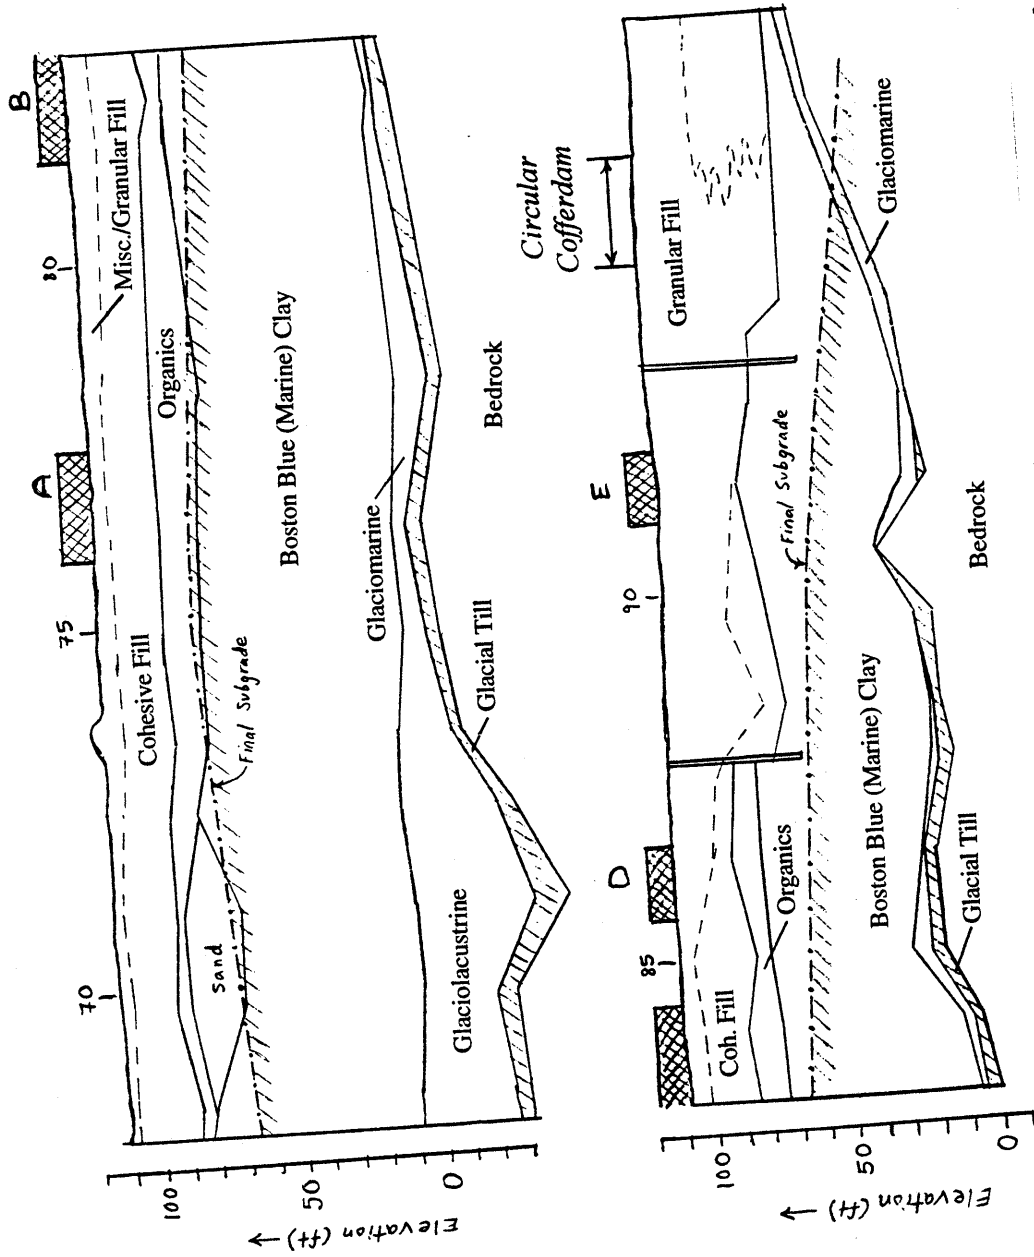 B
A
80
75
70
Misc./Granular Fill
Cohesive Fill
Organics
Final Subgrade
Sand
Boston Blue (Marine) Clay
Glaciomarine
Glacial Till
Glaciolacustrine
Bedrock
100
50
0
Elevation (ft) →
Circular
Cofferdam
E
D
90
85
Granular Fill
Final Subgrade
Coh. Fill
Organics
Boston Blue (Marine) Clay
Glaciomarine
Glacial Till
Bedrock
100
50
0
Elevation (ft) →